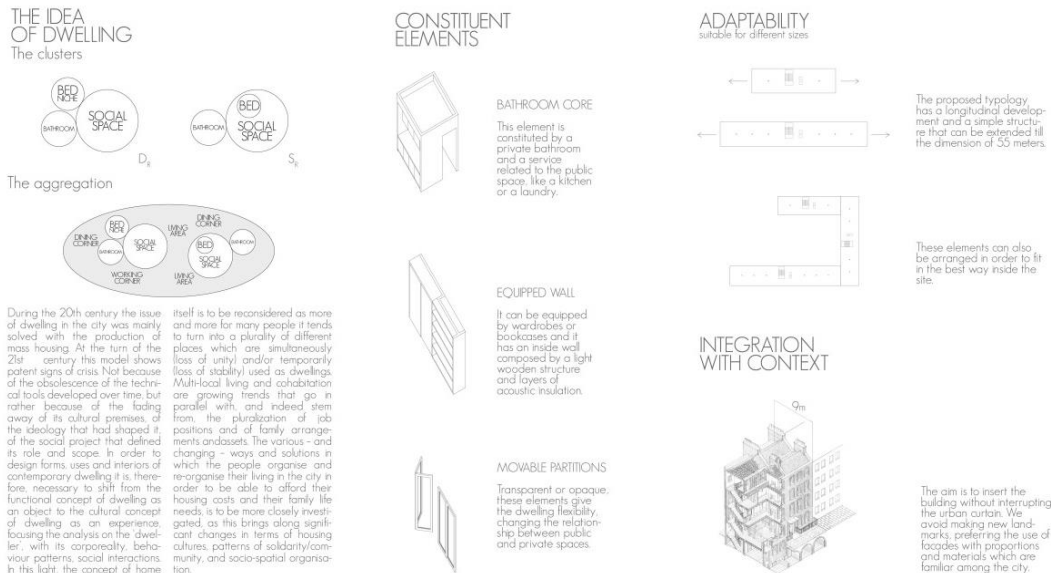 THE IDEA
OF DWELLING
The clusters
BED
NICHE
BATHROOM
SOCIAL
SPACE
D R
BATHROOM
BED
SOCIAL
SPACE
S R
The aggregation
DINING
CORNER
BED
NICHE
BATHROOM
SOCIAL
SPACE
WORKING
CORNER
LIVING
AREA
DINING
CORNER
BED
SOCIAL
SPACE
BATHROOM
LIVING
AREA
During the 20th century the issue
of dwelling in the city was mainly
solved with the production of
mass housing. At the turn of the
21st century this model shows
patent signs of crisis. Not because
of the obsolescence of the techni-
cal tools developed over time, but
rather because of the fading
away of its cultural premises, of
the ideology that had shaped it,
of the social project that defined
its role and scope. In order to
design forms, uses and interiors of
contemporary dwelling it is, there-
fore, necessary to shift from the
functional concept of dwelling as
an object to the cultural concept
of dwelling as an experience,
focusing the analysis on the 'dwel-
ler', with its corporeality, beha-
viour patterns, social interactions.
In this light, the concept of home
itself is to be reconsidered as more
and more for many people it tends
to turn into a plurality of different
places which are simultaneously
(loss of unity) and/or temporarily
(loss of stability) used as dwellings.
Multi-local living and cohabitation
are growing trends that go in
parallel with, and indeed stem
from, the pluralization of job
positions and of family arrange-
ments andassets. The various - and
changing - ways and solutions in
which the people organise and
re-organise their living in the city in
order to be able to afford their
housing costs and their family life
needs, is to be more closely investi-
gated, as this brings along signifi-
cant changes in terms of housing
cultures, patterns of solidarity/com-
munity, and socio-spatial organisa-
tion.
CONSTITUENT
ELEMENTS
BATHROOM CORE
This element is
constituted by a
private bathroom
and a service
related to the public
space, like a kitchen
or a laundry.
EQUIPPED WALL
It can be equipped
by wardrobes or
bookcases and it
has an inside wall
composed by a light
wooden structure
and layers of
acoustic insulation.
MOVABLE PARTITIONS
Transparent or opaque,
these elements give
the dwelling flexibility,
changing the relation-
ship between public
and private spaces.
ADAPTABILITY
suitable for different sizes
The proposed typology
has a longitudinal develop-
ment and a simple structu-
re that can be extended till
the dimension of 55 meters.
These elements can also
be arranged in order to fit
in the best way inside the
site.
INTEGRATION
WITH CONTEXT
9m
The aim is to insert the
building without interrupting
the urban curtain. We
avoid making new land-
marks, preferring the use of
facades with proportions
and materials which are
familiar among the city.